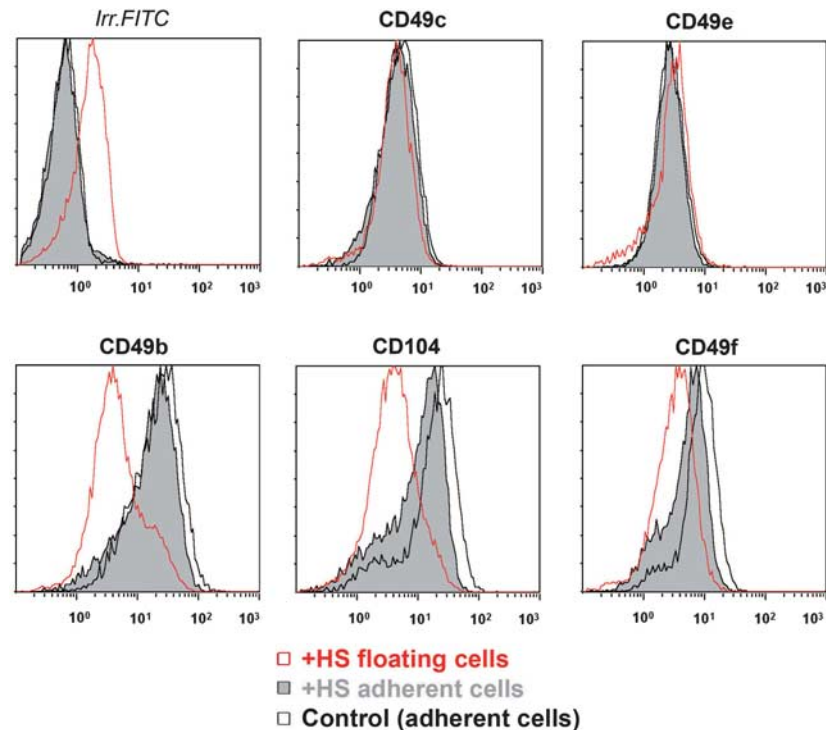 Irr.FITC CD49c CD49e
10⁰ 10¹ 10² 10³ 10⁰ 10¹ 10² 10³ 10⁰ 10¹ 10² 10³
CD49b CD104 CD49f
10⁰ 10¹ 10² 10³ 10⁰ 10¹ 10² 10³ 10⁰ 10¹ 10² 10³
+HS floating cells
+HS adherent cells
Control (adherent cells)